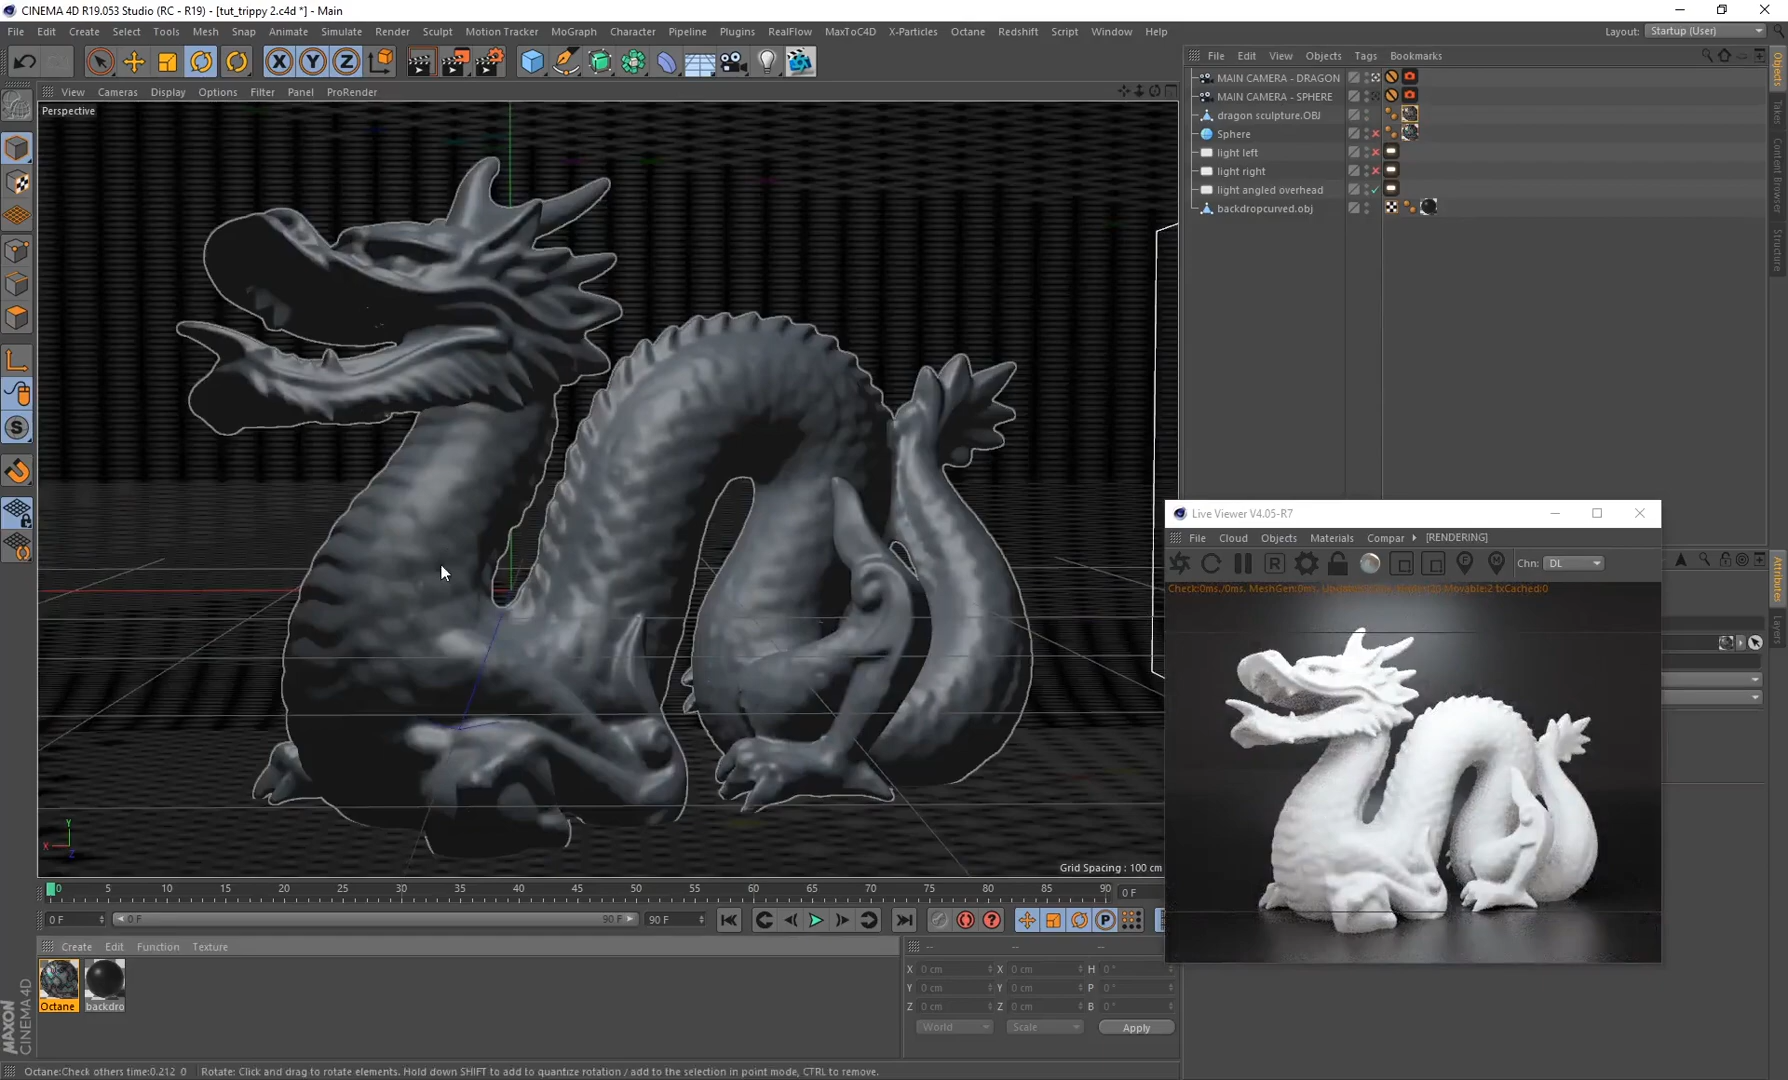 CINEMA 4D R19.053 Studio (RC - R19) - [tut_trippy 2.c4d *] - Main
File Edit Create Select Tools Mesh Snap Animate Simulate Render Sculpt Motion Tracker MoGraph Character Pipeline Plugins RealFlow MaxToC4D X-Particles Octane Redshift Script Window Help
Layout: Startup (User)
File Edit View Objects Tags Bookmarks
MAIN CAMERA - DRAGON
MAIN CAMERA - SPHERE
dragon sculpture.OBJ
Sphere
light left
light right
light angled overhead
backdropcurved.obj
Objects
Takes
Content Browser
Structure
View Cameras Display Options Filter Panel ProRender
Perspective
Grid Spacing : 100 cm
Live Viewer V4.05-R7
File Cloud Objects Materials Compar [RENDERING]
Chn: DL
Attributes
Layers
0 5 10 15 20 25 30 35 40 45 50 55 60 65 70 75 80 85 90 0 F
0 F 0 F 90 F 90 F
Create Edit Function Texture
Octane
backdro
-- -- --
X 0 cm X 0 cm H 0 °
Y 0 cm Y 0 cm P 0 °
Z 0 cm Z 0 cm B 0 °
World Scale Apply
MAXON
CINEMA 4D
Octane:Check others time:0.212 0 Rotate: Click and drag to rotate elements. Hold down SHIFT to add to quantize rotation / add to the selection in point mode, CTRL to remove.